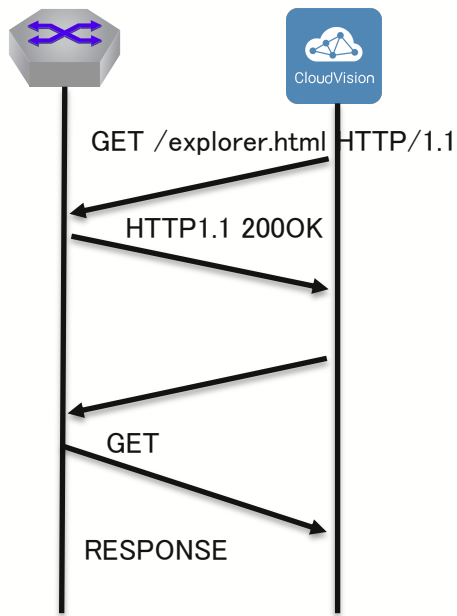 CloudVision
GET /explorer.html HTTP/1.1
HTTP1.1 200OK
GET
RESPONSE